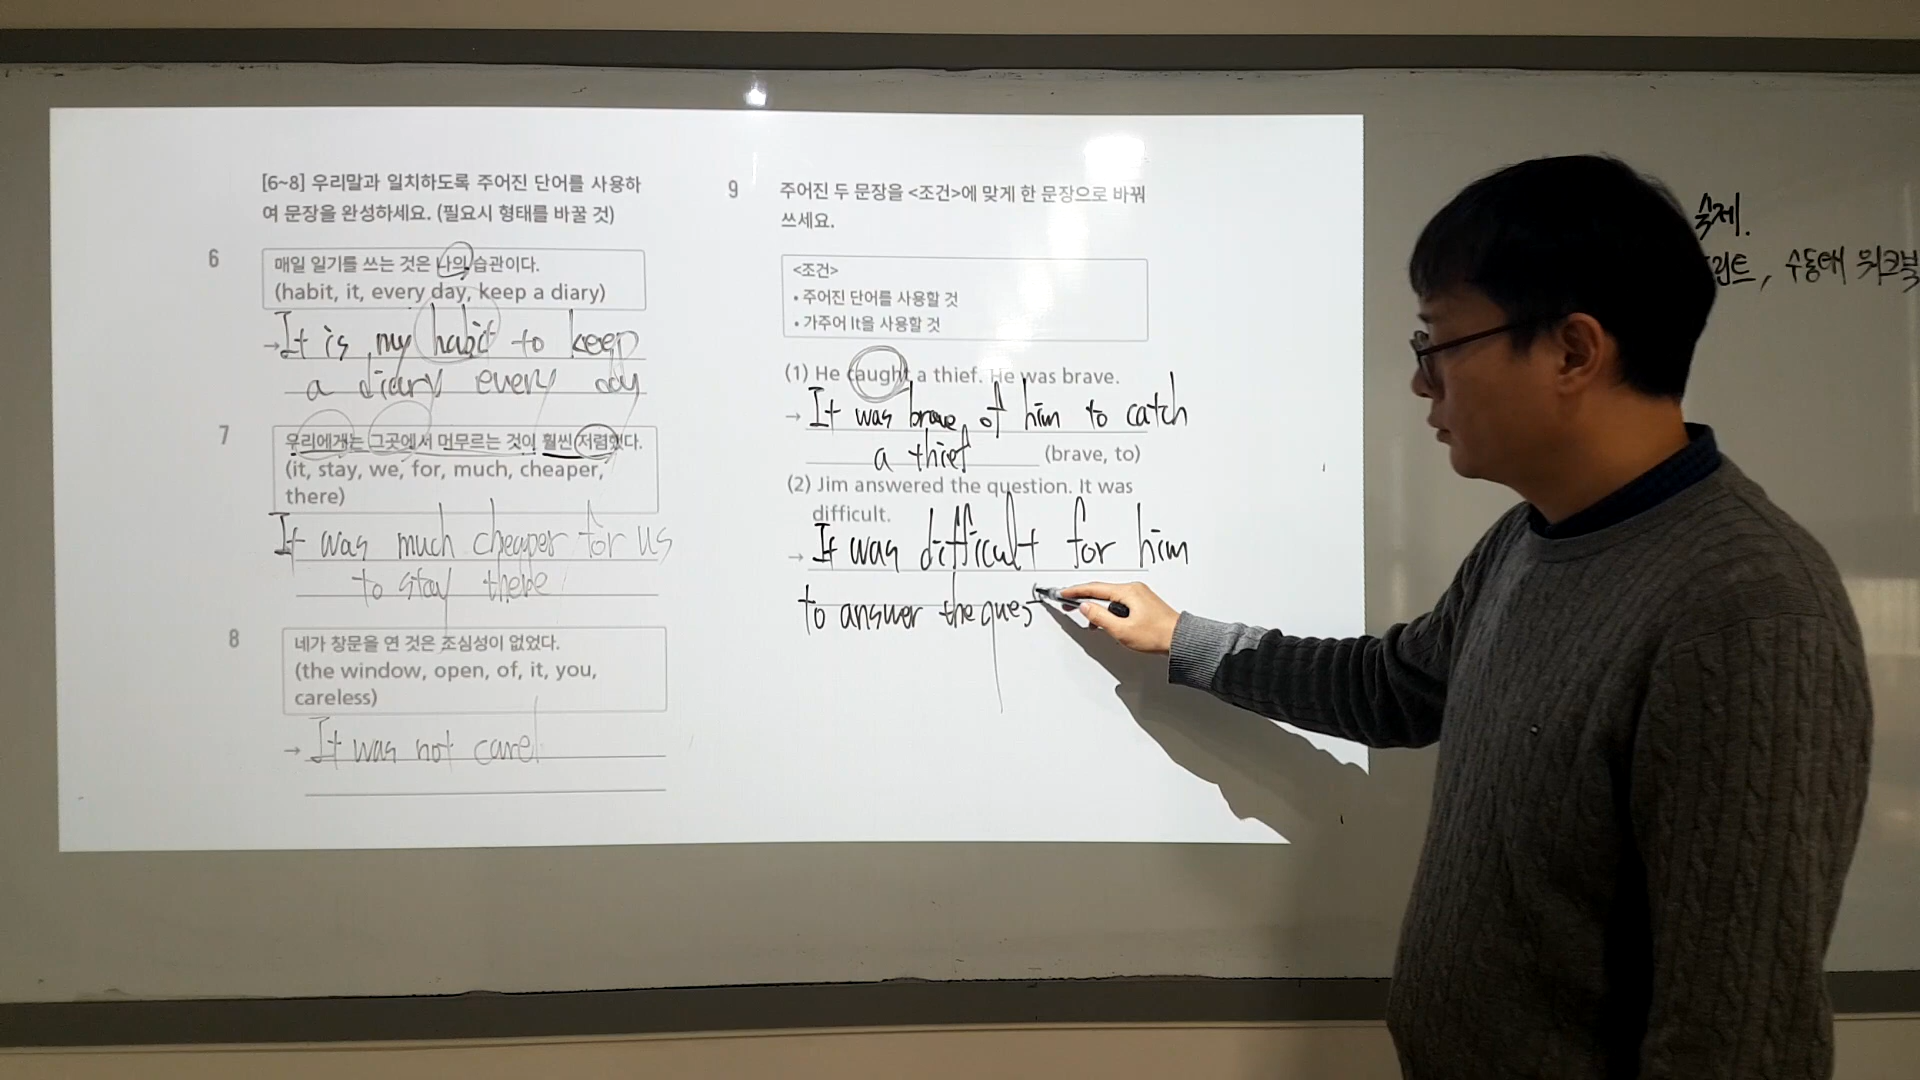 [6~8] 우리말과 일치하도록 주어진 단어를 사용하
여 문장을 완성하세요. (필요시 형태를 바꿀 것)
6
매일 일기를 쓰는 것은 나의 습관이다.
(habit, it, every day, keep a diary)
→ It is my habit to keep
a diary every day
7
우리에게는 그곳에서 머무르는 것이 훨씬 저렴했다.
(it, stay, we, for, much, cheaper,
there)
It was much cheaper for us
to stay there
8
네가 창문을 연 것은 조심성이 없었다.
(the window, open, of, it, you,
careless)
→ It was not carel
9
주어진 두 문장을 <조건>에 맞게 한 문장으로 바꿔
쓰세요.
<조건>
• 주어진 단어를 사용할 것
• 가주어 It을 사용할 것
(1) He caught a thief. He was brave.
→ It was brave of him to catch
a thief (brave, to)
(2) Jim answered the question. It was
difficult.
→ It was difficult for him
to answer the quest
숙제.
프린트, 수동태 워크북